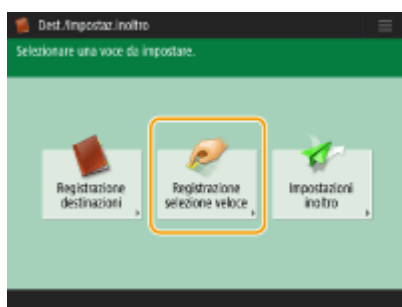 Dest./Impostaz.inoltro
Selezionare una voce da impostare.
Registrazione
destinazioni
Registrazione
selezione veloce
Impostazioni
inoltro